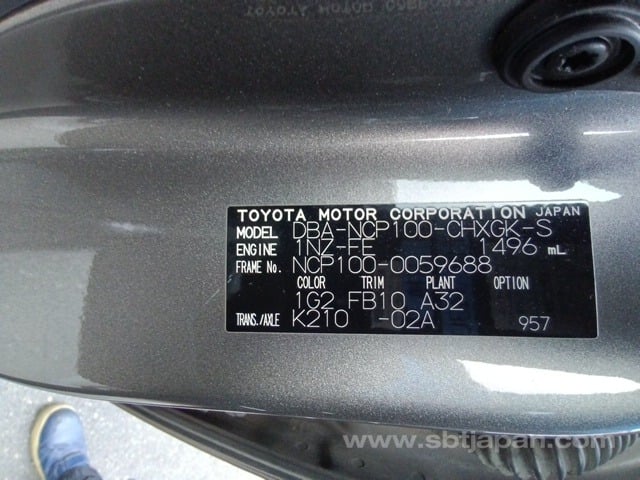 TOYOTA MOTOR CORPORATION JAPAN
MODEL DBA-NCP100-CHXGK-S
ENGINE 1NZ-FE 1496 mL
FRAME No. NCP100-0059688
COLOR TRIM PLANT OPTION
1G2 FB10 A32
TRANS./AXLE K210 -02A 957
www.sbtjapan.com